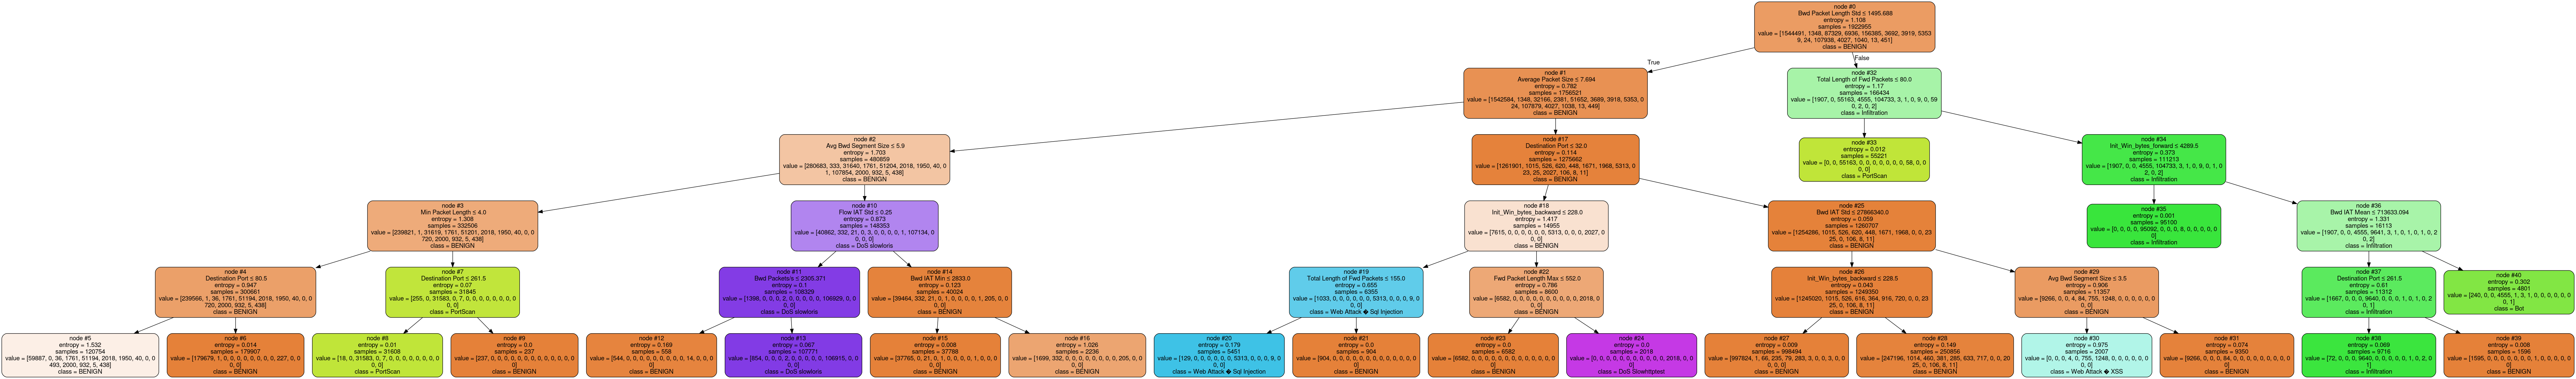 node #0
Bwd Packet Length Std ≤ 1495.688
entropy = 1.108
samples = 1922955
value = [1544491, 1348, 87329, 6936, 156385, 3692, 3919, 5353
9, 24, 107938, 4027, 1040, 13, 451]
class = BENIGN
True
False
node #1
Average Packet Size ≤ 7.694
entropy = 0.782
samples = 1756521
value = [1542584, 1348, 32166, 2381, 51652, 3689, 3918, 5353, 0
24, 107879, 4027, 1038, 13, 449]
class = BENIGN
node #32
Total Length of Fwd Packets ≤ 80.0
entropy = 1.17
samples = 166434
value = [1907, 0, 55163, 4555, 104733, 3, 1, 0, 9, 0, 59
0, 2, 0, 2]
class = Infiltration
node #2
Avg Bwd Segment Size ≤ 5.9
entropy = 1.703
samples = 480859
value = [280683, 333, 31640, 1761, 51204, 2018, 1950, 40, 0
1, 107854, 2000, 932, 5, 438]
class = BENIGN
node #17
Destination Port ≤ 32.0
entropy = 0.114
samples = 1275662
value = [1261901, 1015, 526, 620, 448, 1671, 1968, 5313, 0
23, 25, 2027, 106, 8, 11]
class = BENIGN
node #33
entropy = 0.012
samples = 55221
value = [0, 0, 55163, 0, 0, 0, 0, 0, 0, 0, 58, 0, 0
0, 0]
class = PortScan
node #34
Init_Win_bytes_forward ≤ 4289.5
entropy = 0.373
samples = 111213
value = [1907, 0, 0, 4555, 104733, 3, 1, 0, 9, 0, 1, 0
2, 0, 2]
class = Infiltration
node #3
Min Packet Length ≤ 4.0
entropy = 1.308
samples = 332506
value = [239821, 1, 31619, 1761, 51201, 2018, 1950, 40, 0, 0
720, 2000, 932, 5, 438]
class = BENIGN
node #10
Flow IAT Std ≤ 0.25
entropy = 0.873
samples = 148353
value = [40862, 332, 21, 0, 3, 0, 0, 0, 0, 1, 107134, 0
0, 0, 0]
class = DoS slowloris
node #18
Init_Win_bytes_backward ≤ 228.0
entropy = 1.417
samples = 14955
value = [7615, 0, 0, 0, 0, 0, 0, 5313, 0, 0, 0, 2027, 0
0, 0]
class = BENIGN
node #25
Bwd IAT Std ≤ 27866340.0
entropy = 0.059
samples = 1260707
value = [1254286, 1015, 526, 620, 448, 1671, 1968, 0, 0, 23
25, 0, 106, 8, 11]
class = BENIGN
node #35
entropy = 0.001
samples = 95100
value = [0, 0, 0, 0, 95092, 0, 0, 0, 8, 0, 0, 0, 0, 0
0]
class = Infiltration
node #36
Bwd IAT Mean ≤ 713633.094
entropy = 1.331
samples = 16113
value = [1907, 0, 0, 4555, 9641, 3, 1, 0, 1, 0, 1, 0, 2
0, 2]
class = Infiltration
node #4
Destination Port ≤ 80.5
entropy = 0.947
samples = 300661
value = [239566, 1, 36, 1761, 51194, 2018, 1950, 40, 0, 0
720, 2000, 932, 5, 438]
class = BENIGN
node #7
Destination Port ≤ 261.5
entropy = 0.07
samples = 31845
value = [255, 0, 31583, 0, 7, 0, 0, 0, 0, 0, 0, 0, 0
0, 0]
class = PortScan
node #11
Bwd Packets/s ≤ 2305.371
entropy = 0.1
samples = 108329
value = [1398, 0, 0, 0, 2, 0, 0, 0, 0, 0, 106929, 0, 0
0, 0]
class = DoS slowloris
node #14
Bwd IAT Min ≤ 2833.0
entropy = 0.123
samples = 40024
value = [39464, 332, 21, 0, 1, 0, 0, 0, 0, 1, 205, 0, 0
0, 0]
class = BENIGN
node #19
Total Length of Fwd Packets ≤ 155.0
entropy = 0.655
samples = 6355
value = [1033, 0, 0, 0, 0, 0, 0, 5313, 0, 0, 0, 9, 0
0, 0]
class = Web Attack � Sql Injection
node #22
Fwd Packet Length Max ≤ 552.0
entropy = 0.786
samples = 8600
value = [6582, 0, 0, 0, 0, 0, 0, 0, 0, 0, 0, 2018, 0
0, 0]
class = BENIGN
node #26
Init_Win_bytes_backward ≤ 228.5
entropy = 0.043
samples = 1249350
value = [1245020, 1015, 526, 616, 364, 916, 720, 0, 0, 23
25, 0, 106, 8, 11]
class = BENIGN
node #29
Avg Bwd Segment Size ≤ 3.5
entropy = 0.906
samples = 11357
value = [9266, 0, 0, 4, 84, 755, 1248, 0, 0, 0, 0, 0, 0
0, 0]
class = BENIGN
node #37
Destination Port ≤ 261.5
entropy = 0.61
samples = 11312
value = [1667, 0, 0, 0, 9640, 0, 0, 0, 1, 0, 1, 0, 2
0, 1]
class = Infiltration
node #40
entropy = 0.302
samples = 4801
value = [240, 0, 0, 4555, 1, 3, 1, 0, 0, 0, 0, 0, 0
0, 1]
class = Bot
node #5
entropy = 1.532
samples = 120754
value = [59887, 0, 36, 1761, 51194, 2018, 1950, 40, 0, 0
493, 2000, 932, 5, 438]
class = BENIGN
node #6
entropy = 0.014
samples = 179907
value = [179679, 1, 0, 0, 0, 0, 0, 0, 0, 0, 227, 0, 0
0, 0]
class = BENIGN
node #8
entropy = 0.01
samples = 31608
value = [18, 0, 31583, 0, 7, 0, 0, 0, 0, 0, 0, 0, 0
0, 0]
class = PortScan
node #9
entropy = 0.0
samples = 237
value = [237, 0, 0, 0, 0, 0, 0, 0, 0, 0, 0, 0, 0
0, 0]
class = BENIGN
node #12
entropy = 0.169
samples = 558
value = [544, 0, 0, 0, 0, 0, 0, 0, 0, 0, 14, 0, 0
0, 0]
class = BENIGN
node #13
entropy = 0.067
samples = 107771
value = [854, 0, 0, 0, 2, 0, 0, 0, 0, 0, 106915, 0, 0
0, 0]
class = DoS slowloris
node #15
entropy = 0.008
samples = 37788
value = [37765, 0, 21, 0, 1, 0, 0, 0, 0, 1, 0, 0, 0
0, 0]
class = BENIGN
node #16
entropy = 1.026
samples = 2236
value = [1699, 332, 0, 0, 0, 0, 0, 0, 0, 0, 205, 0, 0
0, 0]
class = BENIGN
node #20
entropy = 0.179
samples = 5451
value = [129, 0, 0, 0, 0, 0, 0, 5313, 0, 0, 0, 9, 0
0, 0]
class = Web Attack � Sql Injection
node #21
entropy = 0.0
samples = 904
value = [904, 0, 0, 0, 0, 0, 0, 0, 0, 0, 0, 0, 0
0, 0]
class = BENIGN
node #23
entropy = 0.0
samples = 6582
value = [6582, 0, 0, 0, 0, 0, 0, 0, 0, 0, 0, 0, 0
0, 0]
class = BENIGN
node #24
entropy = 0.0
samples = 2018
value = [0, 0, 0, 0, 0, 0, 0, 0, 0, 0, 0, 2018, 0, 0
0]
class = DoS Slowhttptest
node #27
entropy = 0.009
samples = 998494
value = [997824, 1, 66, 235, 79, 283, 3, 0, 0, 3, 0, 0
0, 0, 0]
class = BENIGN
node #28
entropy = 0.149
samples = 250856
value = [247196, 1014, 460, 381, 285, 633, 717, 0, 0, 20
25, 0, 106, 8, 11]
class = BENIGN
node #30
entropy = 0.975
samples = 2007
value = [0, 0, 0, 4, 0, 755, 1248, 0, 0, 0, 0, 0, 0
0, 0]
class = Web Attack � XSS
node #31
entropy = 0.074
samples = 9350
value = [9266, 0, 0, 0, 84, 0, 0, 0, 0, 0, 0, 0, 0
0, 0]
class = BENIGN
node #38
entropy = 0.069
samples = 9716
value = [72, 0, 0, 0, 9640, 0, 0, 0, 0, 0, 1, 0, 2, 0
1]
class = Infiltration
node #39
entropy = 0.008
samples = 1596
value = [1595, 0, 0, 0, 0, 0, 0, 0, 1, 0, 0, 0, 0
0, 0]
class = BENIGN